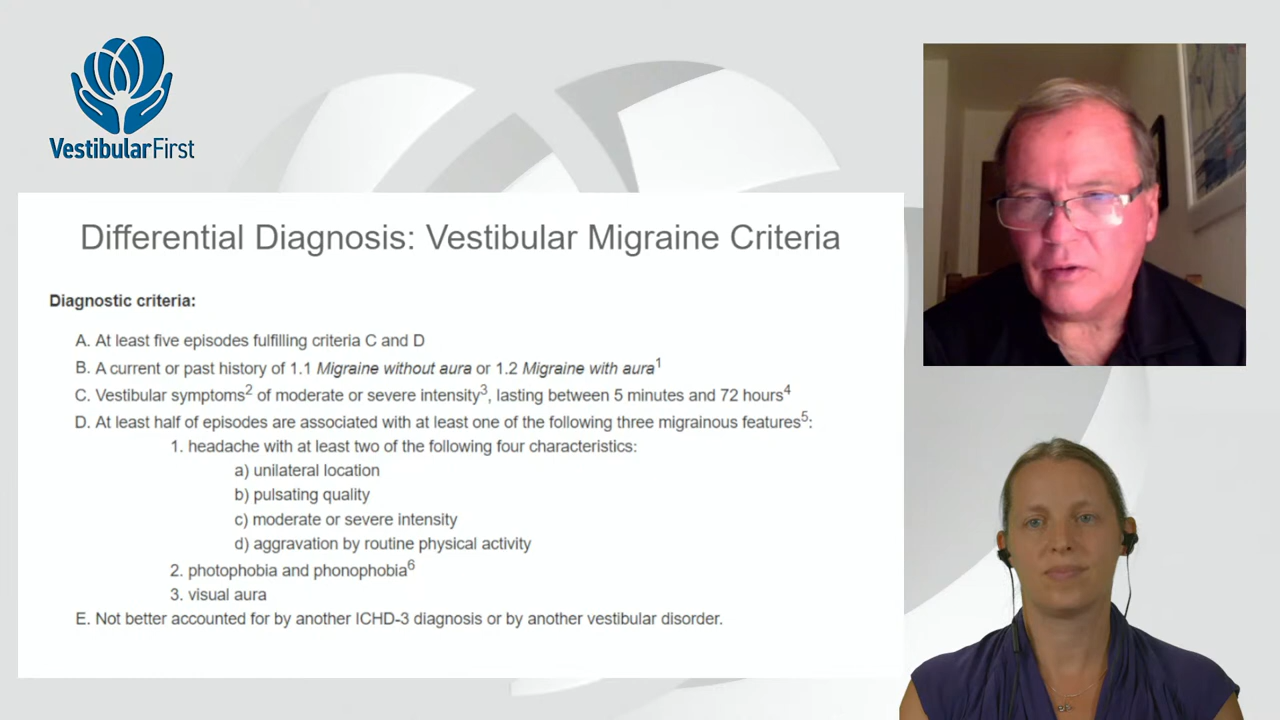 VestibularFirst
Differential Diagnosis: Vestibular Migraine Criteria
Diagnostic criteria:
A. At least five episodes fulfilling criteria C and D
B. A current or past history of 1.1 Migraine without aura or 1.2 Migraine with aura1
C. Vestibular symptoms2 of moderate or severe intensity3, lasting between 5 minutes and 72 hours4
D. At least half of episodes are associated with at least one of the following three migrainous features5:
1. headache with at least two of the following four characteristics:
a) unilateral location
b) pulsating quality
c) moderate or severe intensity
d) aggravation by routine physical activity
2. photophobia and phonophobia6
3. visual aura
E. Not better accounted for by another ICHD-3 diagnosis or by another vestibular disorder.